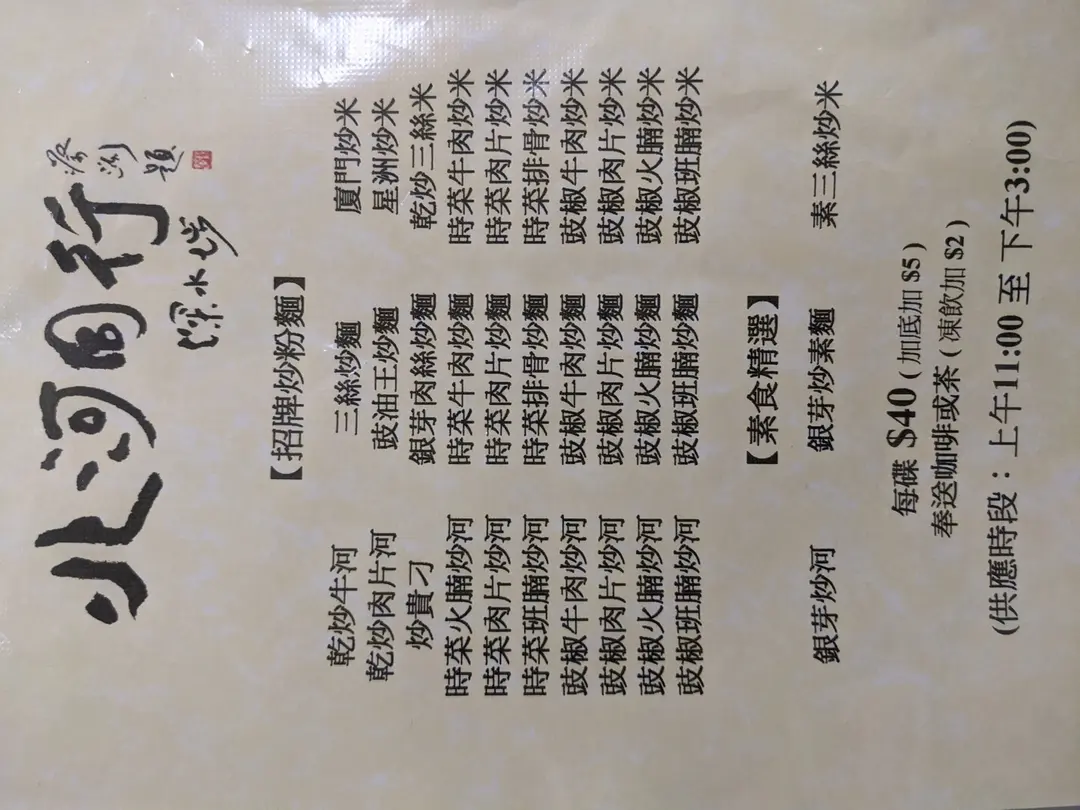 北河同行
深水埗
蔡瀾題
【招牌炒粉麵】
乾炒牛河 三絲炒麵 廈門炒米
乾炒肉片河 豉油王炒麵 星洲炒米
炒貴刁 銀芽肉絲炒麵 乾炒三絲米
時菜火腩炒河 時菜牛肉炒麵 時菜牛肉炒米
時菜肉片炒河 時菜肉片炒麵 時菜肉片炒米
時菜班腩炒河 時菜排骨炒麵 時菜排骨炒米
豉椒牛肉炒河 豉椒牛肉炒麵 豉椒牛肉炒米
豉椒肉片炒河 豉椒肉片炒麵 豉椒肉片炒米
豉椒火腩炒河 豉椒火腩炒麵 豉椒火腩炒米
豉椒班腩炒河 豉椒班腩炒麵 豉椒班腩炒米
【素食精選】
銀芽炒河 銀芽炒素麵 素三絲炒米
每碟 $40 ( 加底加 $5 )
奉送咖啡或茶 ( 凍飲加 $2 )
(供應時段：上午11:00 至 下午3:00)